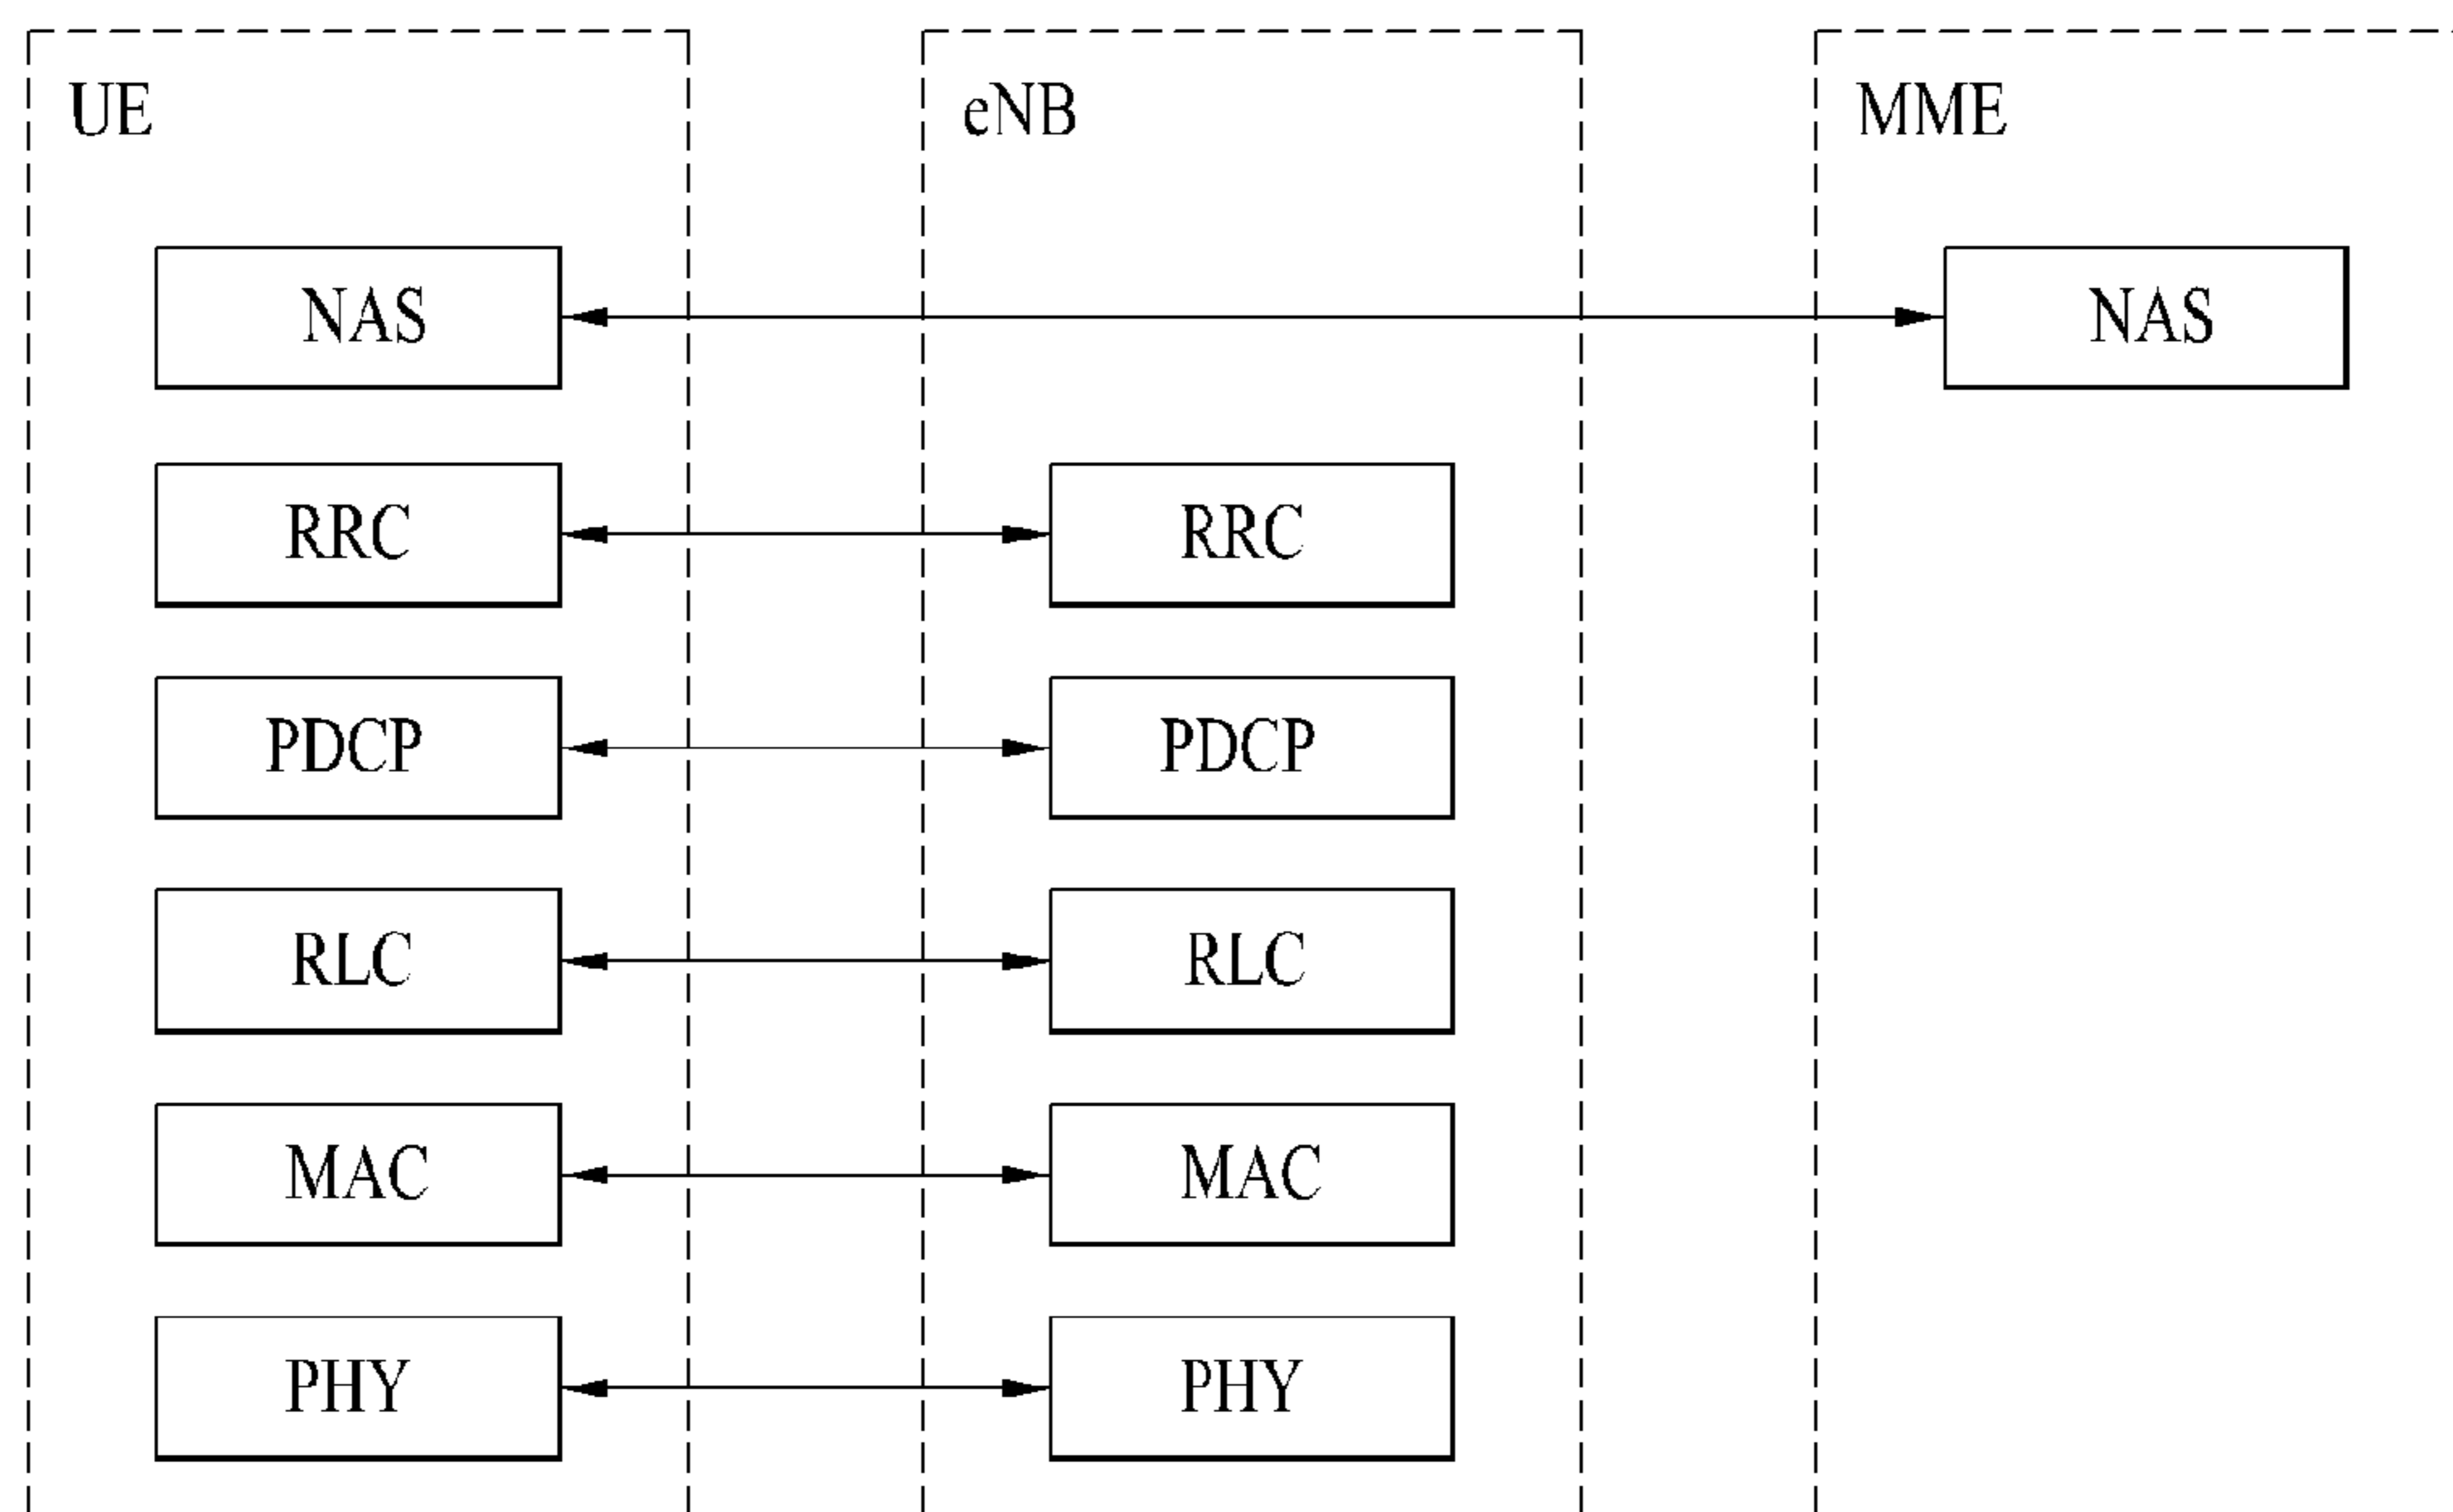 UE eNB MME
NAS NAS
RRC RRC
PDCP PDCP
RLC RLC
MAC MAC
PHY PHY